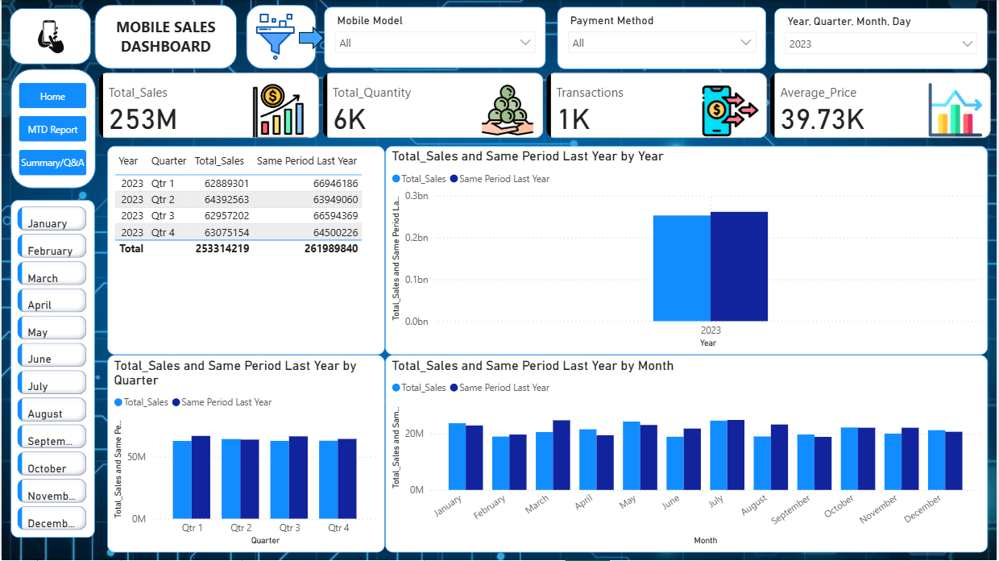 MOBILE SALES
DASHBOARD
Mobile Model
All
Payment Method
All
Year, Quarter, Month, Day
2023
Home
MTD Report
Summary/Q&A
Total_Sales
253M
Total_Quantity
6K
Transactions
1K
Average_Price
39.73K
January
February
March
April
May
June
July
August
Septem...
October
Novemb...
Decemb...
Year Quarter Total_Sales Same Period Last Year
2023 Qtr 1 62889301 66946186
2023 Qtr 2 64392563 63949060
2023 Qtr 3 62957202 66594369
2023 Qtr 4 63075154 64500226
Total 253314219 261989840
Total_Sales and Same Period Last Year by Year
Total_Sales Same Period Last Year
Total_Sales and Same Period La...
0.3bn
0.2bn
0.1bn
0.0bn
2023
Year
Total_Sales and Same Period Last Year by
Quarter
Total_Sales Same Period Last Year
Total_Sales and Same Pe...
50M
0M
Qtr 1 Qtr 2 Qtr 3 Qtr 4
Quarter
Total_Sales and Same Period Last Year by Month
Total_Sales Same Period Last Year
Total_Sales and Sam...
20M
0M
January February March April May June July August September October November December
Month